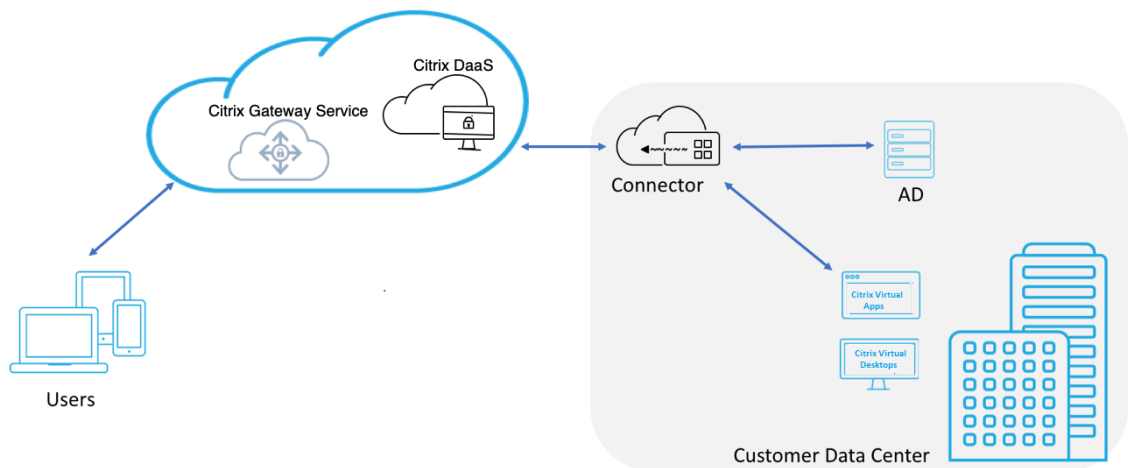 Citrix DaaS
Citrix Gateway Service
Connector
AD
Citrix Virtual
Apps
Citrix Virtual
Desktops
Users
Customer Data Center